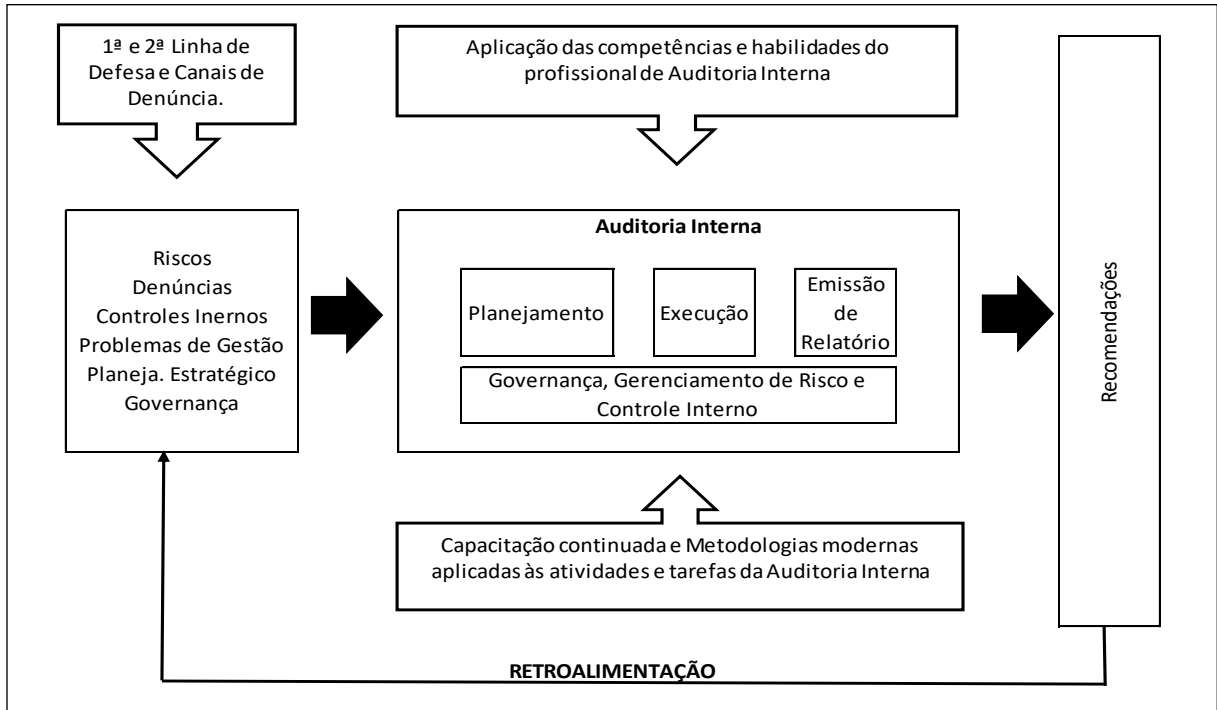 1ª e 2ª Linha de
Defesa e Canais de
Denúncia.
Aplicação das competências e habilidades do
profissional de Auditoria Interna
Riscos
Denúncias
Controles Inernos
Problemas de Gestão
Planeja. Estratégico
Governança
Auditoria Interna
Planejamento
Execução
Emissão
de
Relatório
Governança, Gerenciamento de Risco e
Controle Interno
Recomendações
Capacitação continuada e Metodologias modernas
aplicadas às atividades e tarefas da Auditoria Interna
RETROALIMENTAÇÃO